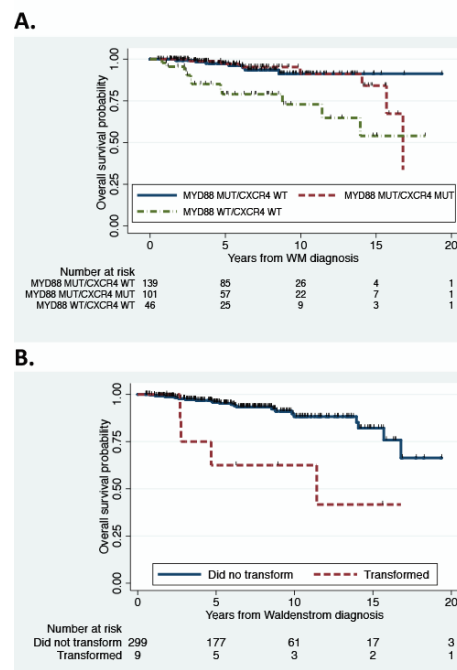 A.
Overall survival probability
1.00
0.75
0.50
0.25
0.00
MYD88 MUT/CXCR4 WT
MYD88 MUT/CXCR4 MUT
MYD88 WT/CXCR4 WT
0 5 10 15 20
Years from WM diagnosis
Number at risk
MYD88 MUT/CXCR4 WT 139 85 26 4 1
MYD88 MUT/CXCR4 MUT 101 57 22 7 1
MYD88 WT/CXCR4 WT 46 25 9 3 1
B.
Overall survival probability
1.00
0.75
0.50
0.25
0.00
Did no transform Transformed
0 5 10 15 20
Years from Waldenstrom diagnosis
Number at risk
Did not transform 299 177 61 17 3
Transformed 9 5 3 2 1